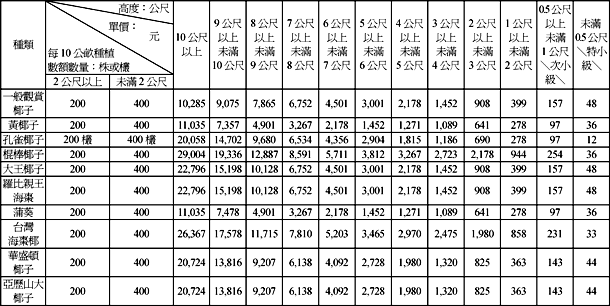 高度：公尺
單價： 元
每 10 公畝種植
數額數量：株或欉
種類
2 公尺以上 未滿 2 公尺
10 公尺以上
9 公尺以上未滿 10 公尺
8 公尺以上未滿 9 公尺
7 公尺以上未滿 8 公尺
6 公尺以上未滿 7 公尺
5 公尺以上未滿 6 公尺
4 公尺以上未滿 5 公尺
3 公尺以上未滿 4 公尺
2 公尺以上未滿 3 公尺
1 公尺以上未滿 2 公尺
0.5 公尺以上未滿 1 公尺＼次小級＼
未滿 0.5 公尺＼特小級＼
一般觀賞椰子 200 400 10,285 9,075 7,865 6,752 4,501 3,001 2,178 1,452 908 399 157 48
黃椰子 200 400 11,035 7,357 4,901 3,267 2,178 1,452 1,271 1,089 641 278 97 36
孔雀椰子 200 欉 400 欉 20,058 14,702 9,680 6,534 4,356 2,904 1,815 1,186 690 278 97 12
棍棒椰子 200 400 29,004 19,336 12,887 8,591 5,711 3,812 3,267 2,723 2,178 944 254 36
大王椰子 200 400 22,796 15,198 10,128 6,752 4,501 3,001 2,178 1,452 908 399 157 48
羅比親王海棗 200 400 22,796 15,198 10,128 6,752 4,501 3,001 2,178 1,452 908 399 157 48
蒲葵 200 400 11,035 7,478 4,901 3,267 2,178 1,452 1,271 1,089 641 278 97 36
台灣海棗椰 200 400 26,367 17,578 11,715 7,810 5,203 3,465 2,970 2,475 1,980 858 231 33
華盛頓椰子 200 400 20,724 13,816 9,207 6,138 4,092 2,728 1,980 1,320 825 363 143 44
亞歷山大椰子 200 400 20,724 13,816 9,207 6,138 4,092 2,728 1,980 1,320 825 363 143 44